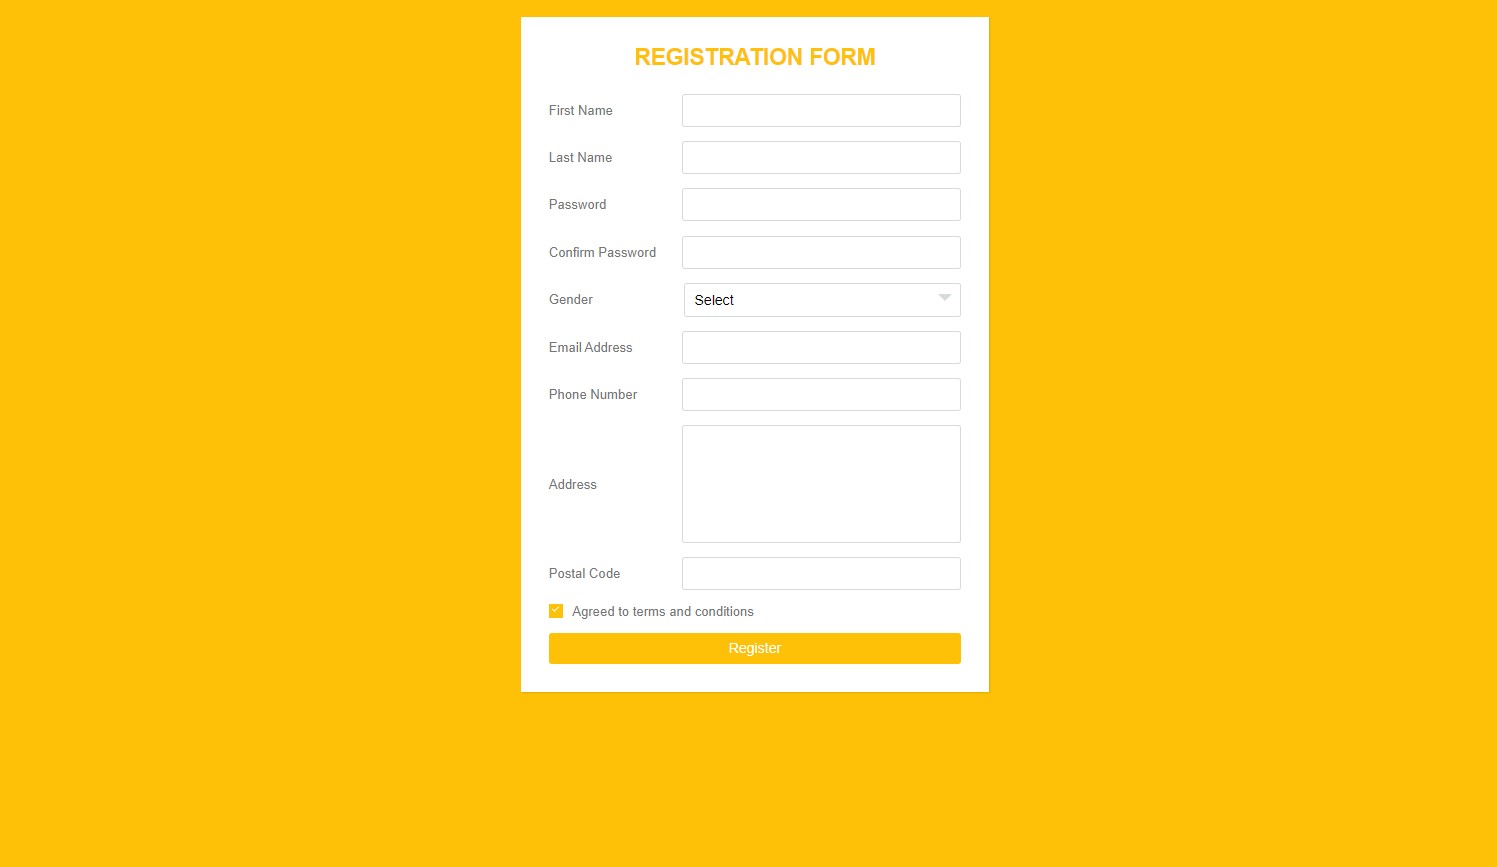 REGISTRATION FORM
First Name
Last Name
Password
Confirm Password
Gender
Select
Email Address
Phone Number
Address
Postal Code
Agreed to terms and conditions
Register